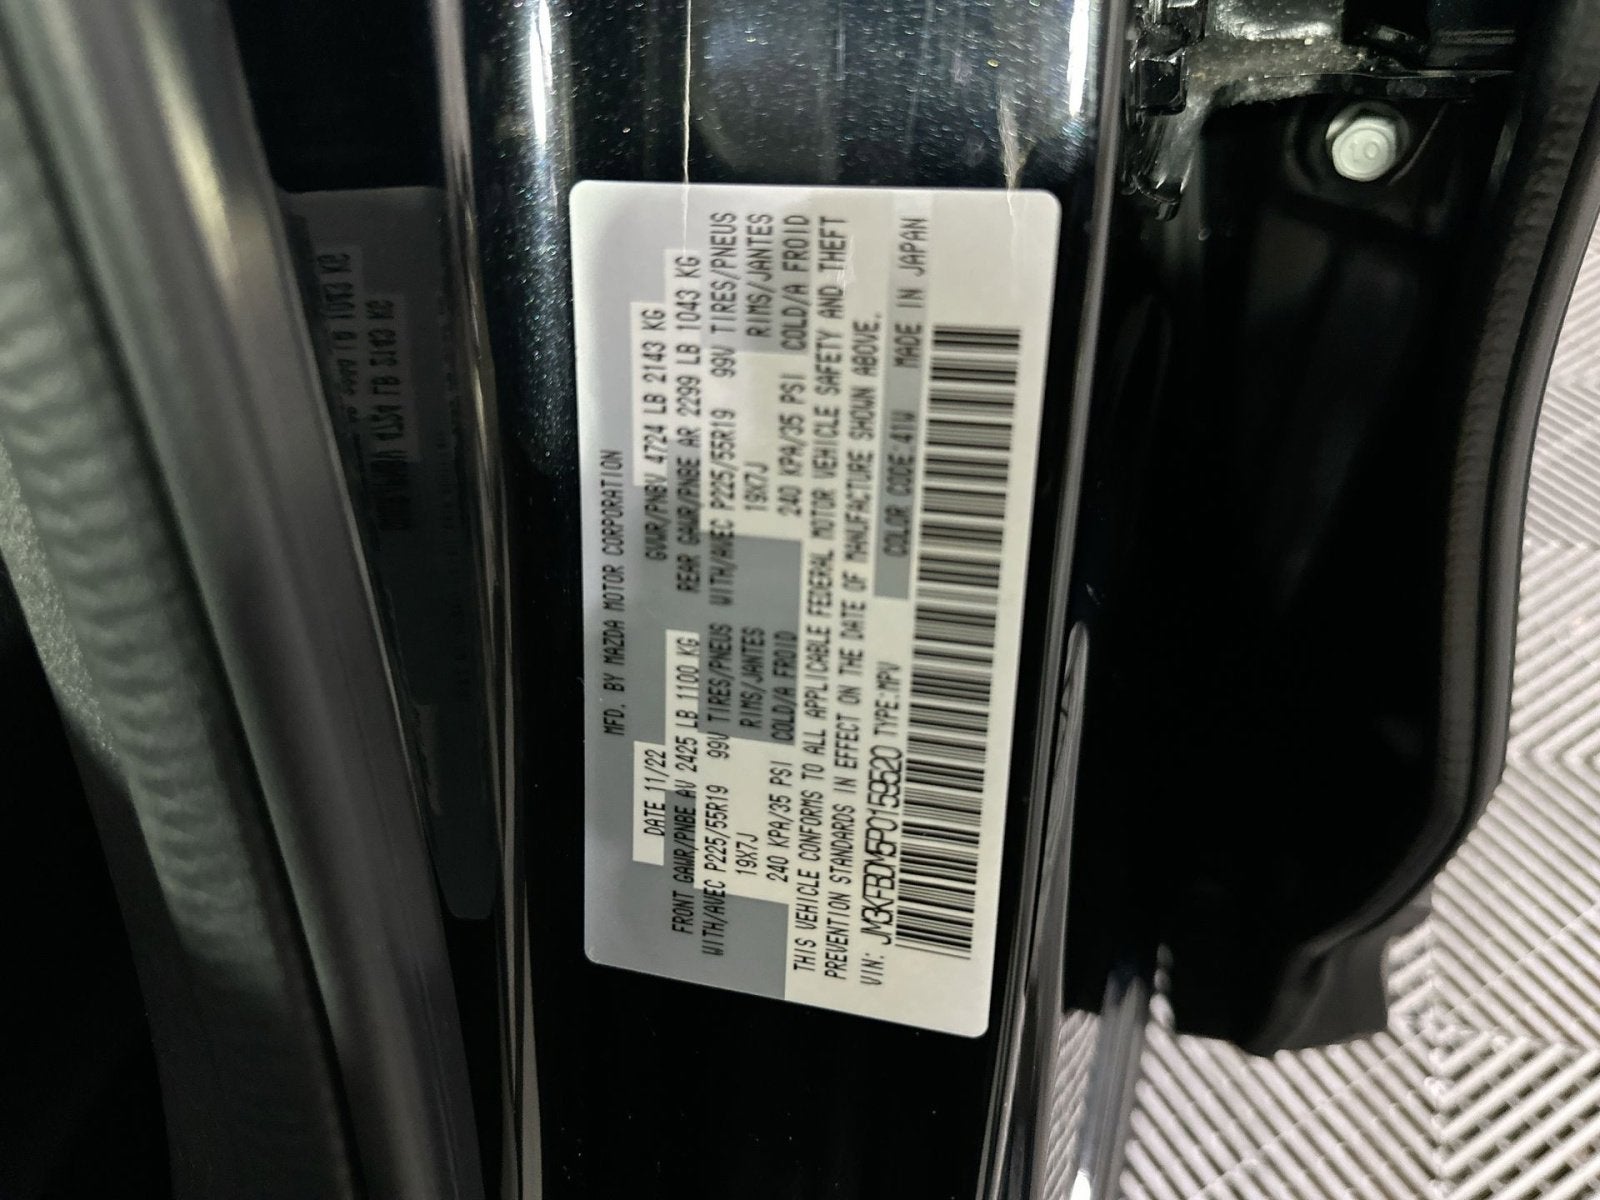 MFD. BY MAZDA MOTOR CORPORATION
DATE 11/22 GVWR/PNBV 4724 LB 2143 KG
FRONT GAWR/PNBE AV 2425 LB 1100 KG REAR GAWR/PNBE AR 2299 LB 1043 KG
WITH/AVEC P225/55R19 99V TIRES/PNEUS WITH/AVEC P225/55R19 99V TIRES/PNEUS
19X7J RIMS/JANTES 19X7J RIMS/JANTES
240 KPA/35 PSI COLD/A FROID 240 KPA/35 PSI COLD/A FROID
THIS VEHICLE CONFORMS TO ALL APPLICABLE FEDERAL MOTOR VEHICLE SAFETY AND THEFT
PREVENTION STANDARDS IN EFFECT ON THE DATE OF MANUFACTURE SHOWN ABOVE.
VIN: JM3KFBDM5P0159520 TYPE:MPV COLOR CODE:41W MADE IN JAPAN
10